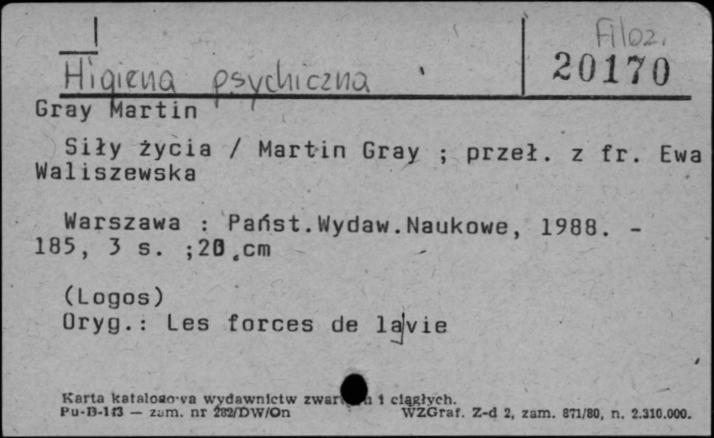 Filoz.
20170
Higiena psychiczna
Gray Martin
Siły życia / Martin Gray ; przeł. z fr. Ewa
Waliszewska
Warszawa : Państ.Wydaw.Naukowe, 1988. -
185, 3 s. ;20.cm
(Logos)
Oryg.: Les forces de la vie
Karta katalogowa wydawnictw i ciągłych.
Pu-B-113 — zam. nr 282/DW/On
WZGraf. Z-d 2, zam. 871/80, n. 2.310.000.